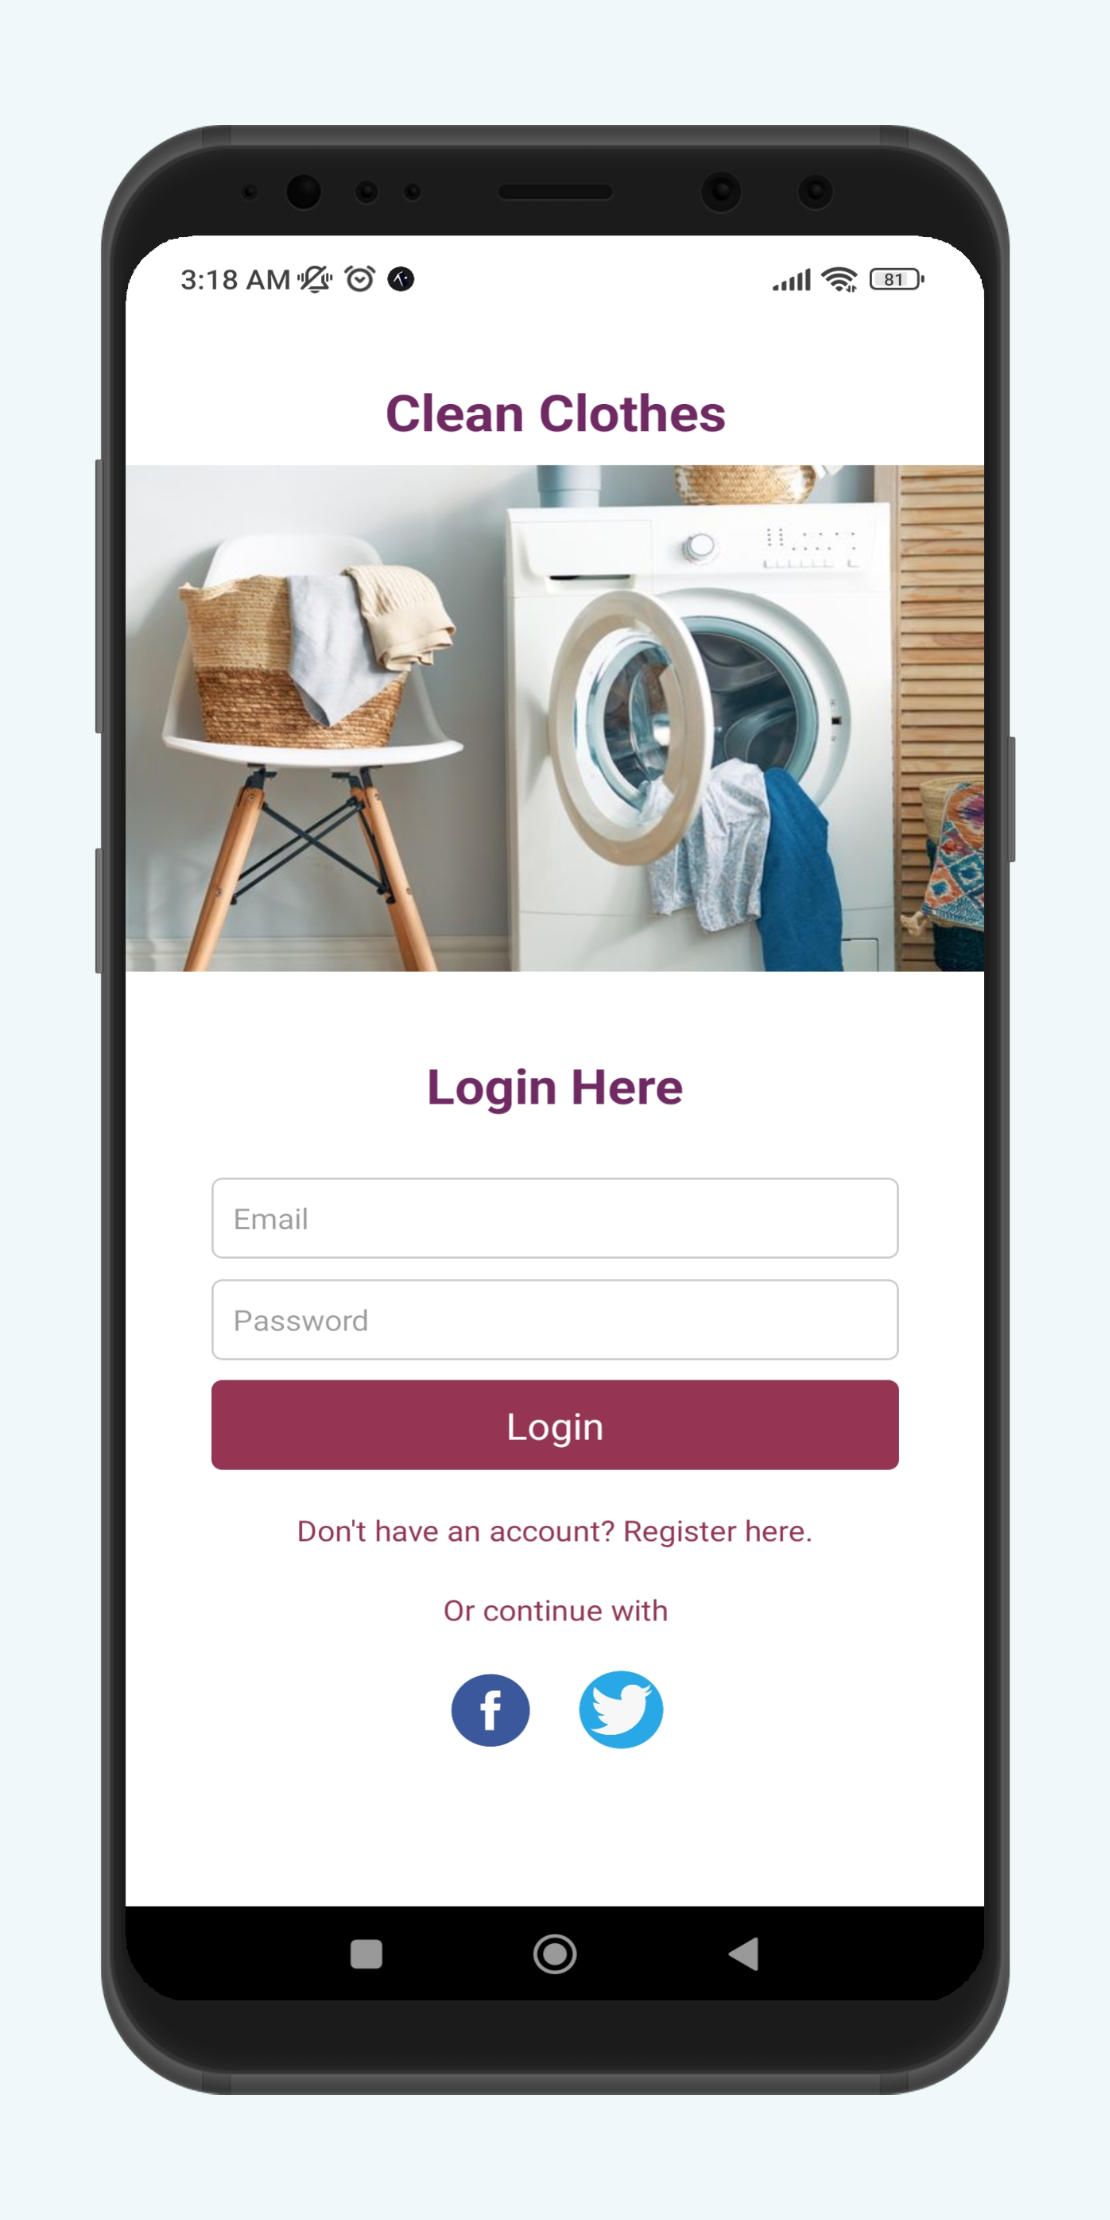 3:18 AM 81
Clean Clothes
Login Here
Email
Password
Login
Don't have an account? Register here.
Or continue with
f